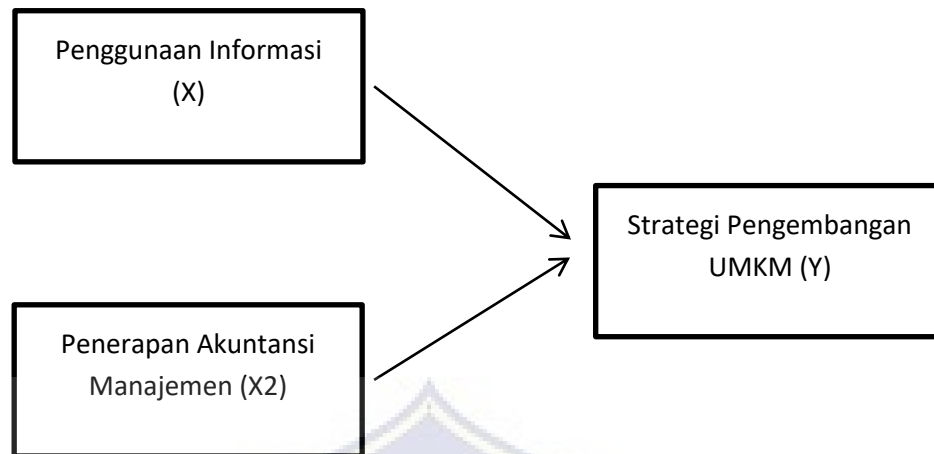 Penggunaan Informasi
(X)
Strategi Pengembangan
UMKM (Y)
Penerapan Akuntansi
Manajemen (X2)